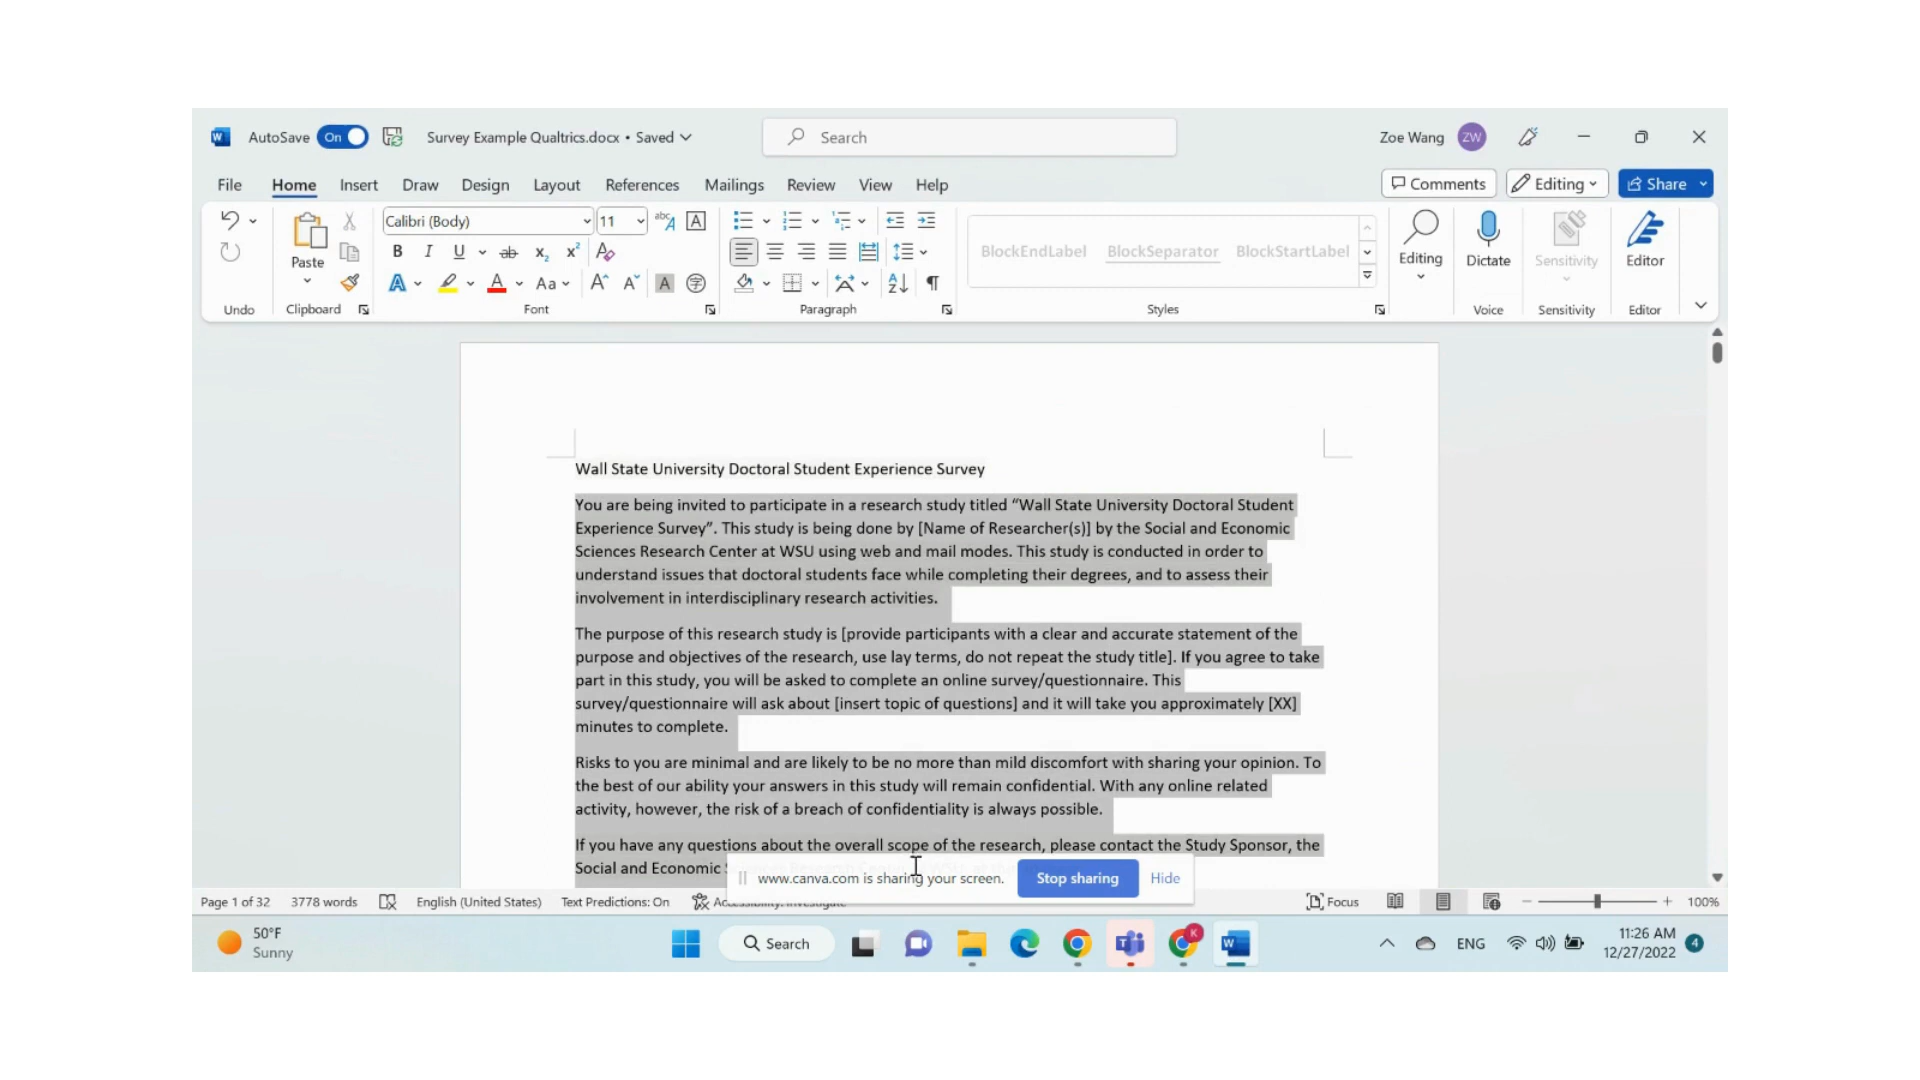 AutoSave On Survey Example Qualtrics.docx • Saved Search Zoe Wang ZW
File Home Insert Draw Design Layout References Mailings Review View Help Comments Editing Share
Paste Calibri (Body) 11 BlockEndLabel BlockSeparator BlockStartLabel Editing Dictate Sensitivity Editor
Undo Clipboard Font Paragraph Styles Voice Sensitivity Editor
Wall State University Doctoral Student Experience Survey
You are being invited to participate in a research study titled “Wall State University Doctoral Student
Experience Survey”. This study is being done by [Name of Researcher(s)] by the Social and Economic
Sciences Research Center at WSU using web and mail modes. This study is conducted in order to
understand issues that doctoral students face while completing their degrees, and to assess their
involvement in interdisciplinary research activities.
The purpose of this research study is [provide participants with a clear and accurate statement of the
purpose and objectives of the research, use lay terms, do not repeat the study title]. If you agree to take
part in this study, you will be asked to complete an online survey/questionnaire. This
survey/questionnaire will ask about [insert topic of questions] and it will take you approximately [XX]
minutes to complete.
Risks to you are minimal and are likely to be no more than mild discomfort with sharing your opinion. To
the best of our ability your answers in this study will remain confidential. With any online related
activity, however, the risk of a breach of confidentiality is always possible.
If you have any questions about the overall scope of the research, please contact the Study Sponsor, the
Social and Economic
www.canva.com is sharing your screen. Stop sharing Hide
Page 1 of 32 3778 words English (United States) Text Predictions: On Focus 100%
50°F
Sunny
Search
ENG
11:26 AM
12/27/2022
4